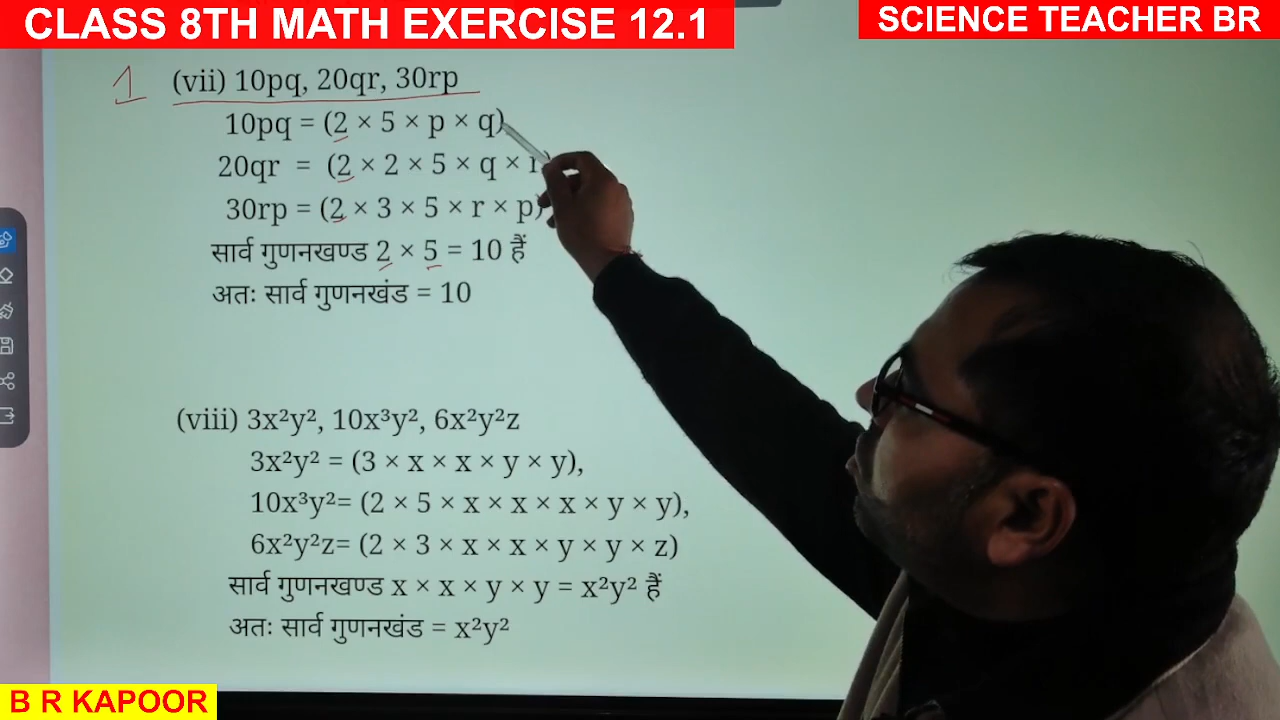 CLASS 8TH MATH EXERCISE 12.1
SCIENCE TEACHER BR
1 (vii) 10pq, 20qr, 30rp
10pq = (2 × 5 × p × q)
20qr = (2 × 2 × 5 × q × r)
30rp = (2 × 3 × 5 × r × p)
सार्व गुणनखण्ड 2 × 5 = 10 हैं
अतः सार्व गुणनखंड = 10
(viii) 3x²y², 10x³y², 6x²y²z
3x²y² = (3 × x × x × y × y),
10x³y²= (2 × 5 × x × x × x × y × y),
6x²y²z= (2 × 3 × x × x × y × y × z)
सार्व गुणनखण्ड x × x × y × y = x²y² हैं
अतः सार्व गुणनखंड = x²y²
B R KAPOOR